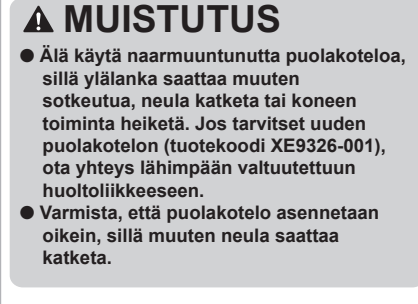 MUISTUTUS
● Älä käytä naarmuuntunutta puolakoteloa,
sillä ylälanka saattaa muuten
sotkeutua, neula katketa tai koneen
toiminta heiketä. Jos tarvitset uuden
puolakotelon (tuotekoodi XE9326-001),
ota yhteys lähimpään valtuutettuun
huoltoliikkeeseen.
● Varmista, että puolakotelo asennetaan
oikein, sillä muuten neula saattaa
katketa.